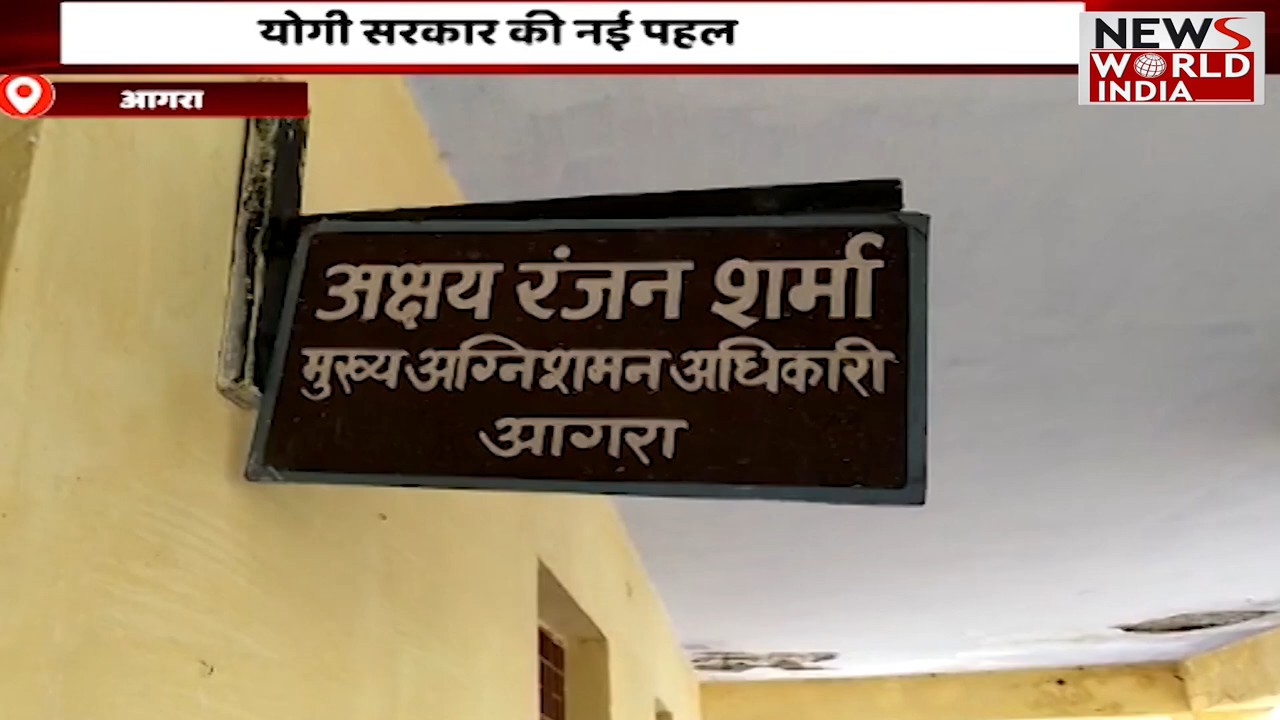 योगी सरकार की नई पहल
NEWS
WORLD
INDIA
आगरा
अक्षय रंजन शर्मा
मुख्य अग्निशमन अधिकारी
आगरा